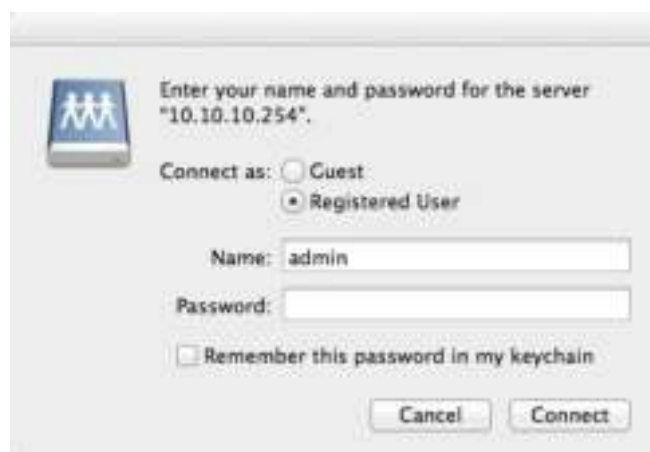 Enter your name and password for the server
"10.10.10.254".
Connect as: Guest
Registered User
Name: admin
Password:
Remember this password in my keychain
Cancel Connect